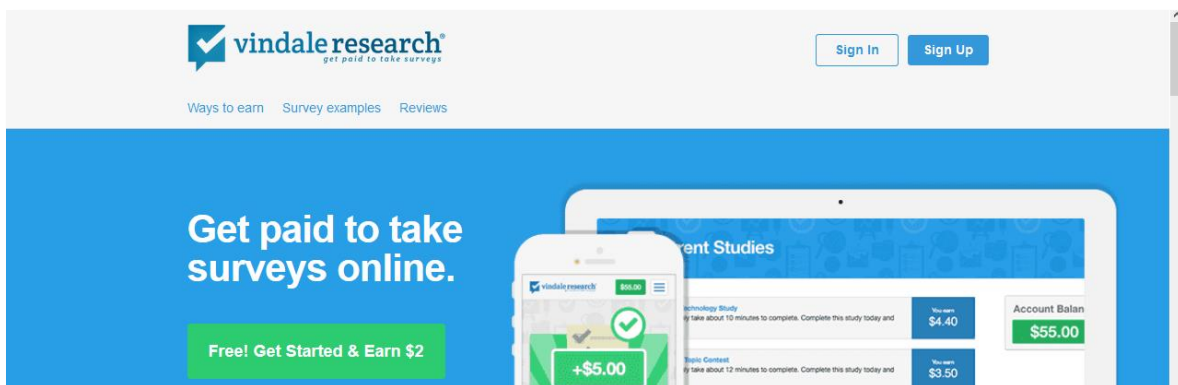 vindale research®
get paid to take surveys
Sign In
Sign Up
Ways to earn Survey examples Reviews
Get paid to take
surveys online.
Free! Get Started & Earn $2
vindale research
$55.00
+$5.00
rent Studies
chnology Study
y take about 10 minutes to complete. Complete this study today and
You earn
$4.40
Topic Contest
y take about 12 minutes to complete. Complete this study today and
You earn
$3.50
Account Balan
$55.00